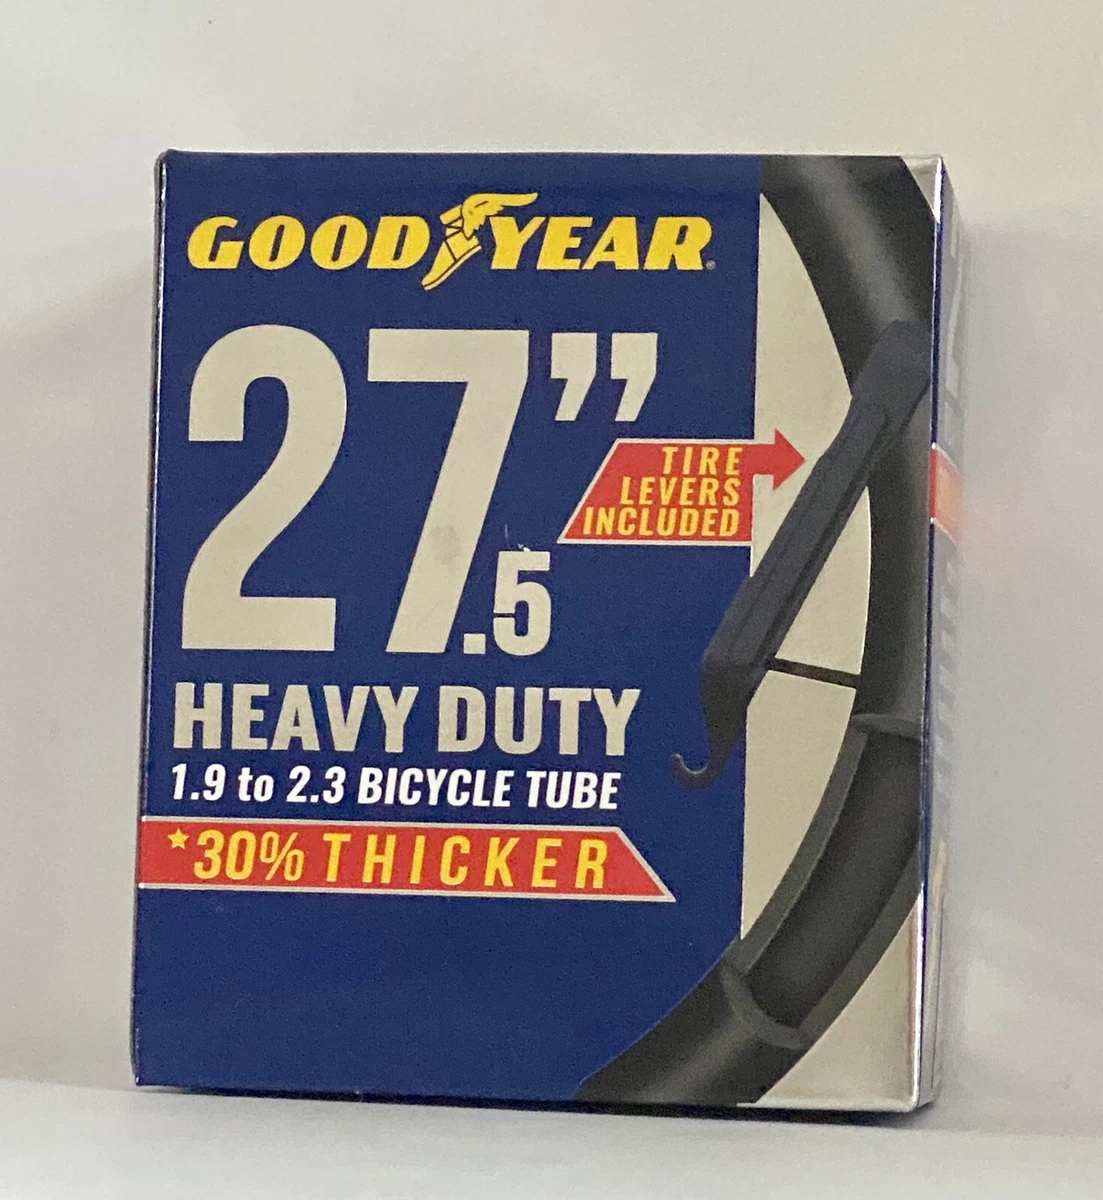 GOODYEAR
27.5”
TIRE
LEVERS
INCLUDED
HEAVY DUTY
1.9 to 2.3 BICYCLE TUBE
*30% THICKER